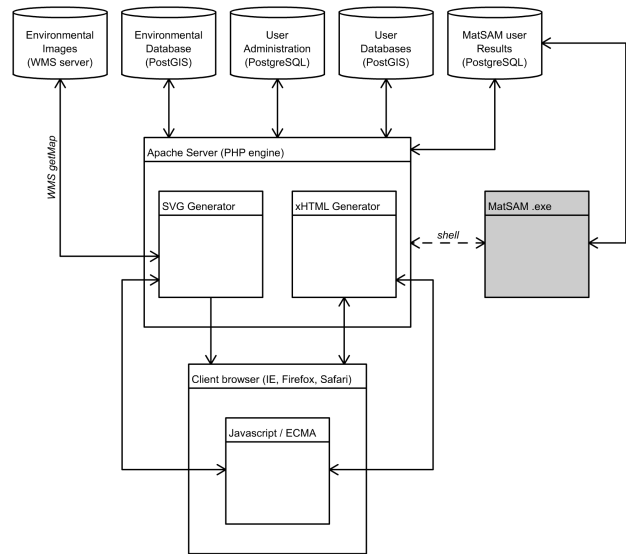 Environmental
Images
(WMS server)
Environmental
Database
(PostGIS)
User
Administration
(PostgreSQL)
User
Databases
(PostGIS)
MatSAM user
Results
(PostgreSQL)
WMS getMap
Apache Server (PHP engine)
SVG Generator
xHTML Generator
shell
MatSAM .exe
Client browser (IE, Firefox, Safari)
Javascript / ECMA